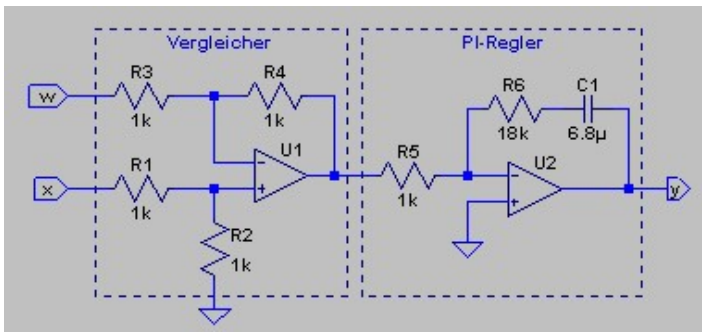 Vergleicher
PI-Regler
R3
R4
R6
C1
w
1k
1k
18k
6.8µ
U1
R5
U2
R1
x
1k
1k
y
R2
1k